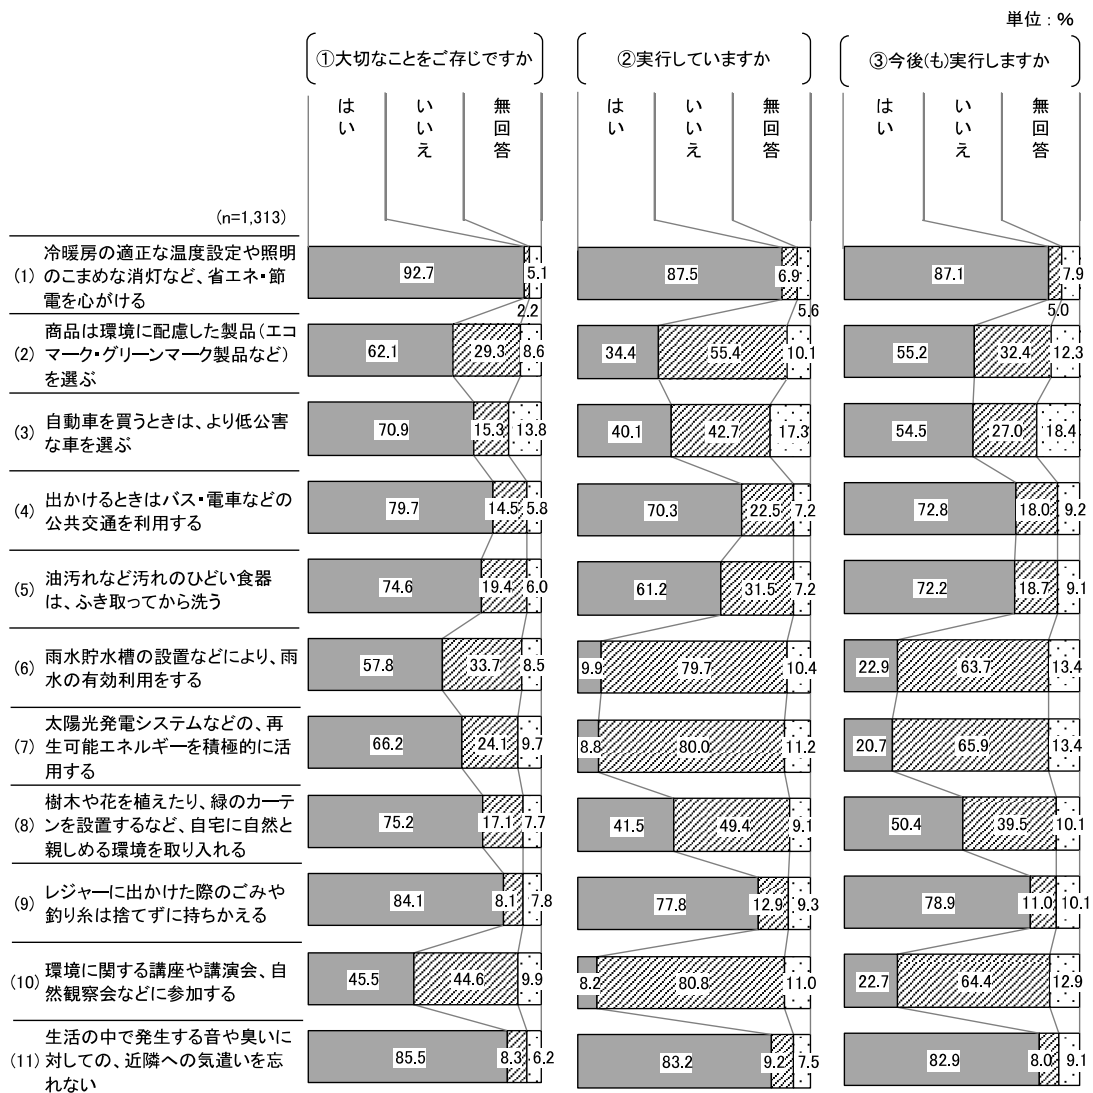 単位：％
①大切なことをご存じですか ②実行していますか ③今後(も)実行しますか
はい いいえ 無回答 はい いいえ 無回答 はい いいえ 無回答
(n=1,313)
冷暖房の適正な温度設定や照明
(1) のこまめな消灯など、省エネ・節
電を心がける
92.7 2.2 5.1 87.5 6.9 5.6 87.1 5.0 7.9
商品は環境に配慮した製品（エコ
(2) マーク・グリーンマーク製品など）
を選ぶ
62.1 29.3 8.6 34.4 55.4 10.1 55.2 32.4 12.3
自動車を買うときは、より低公害
(3)
な車を選ぶ
70.9 15.3 13.8 40.1 42.7 17.3 54.5 27.0 18.4
出かけるときはバス・電車などの
(4)
公共交通を利用する
79.7 14.5 5.8 70.3 22.5 7.2 72.8 18.0 9.2
油汚れなど汚れのひどい食器
(5)
は、ふき取ってから洗う
74.6 19.4 6.0 61.2 31.5 7.2 72.2 18.7 9.1
雨水貯水槽の設置などにより、雨
(6)
水の有効利用をする
57.8 33.7 8.5 9.9 79.7 10.4 22.9 63.7 13.4
太陽光発電システムなどの、再
(7) 生可能エネルギーを積極的に活
用する
66.2 24.1 9.7 8.8 80.0 11.2 20.7 65.9 13.4
樹木や花を植えたり、緑のカーテ
(8) ンを設置するなど、自宅に自然と
親しめる環境を取り入れる
75.2 17.1 7.7 41.5 49.4 9.1 50.4 39.5 10.1
レジャーに出かけた際のごみや
(9)
釣り糸は捨てずに持ちかえる
84.1 8.1 7.8 77.8 12.9 9.3 78.9 11.0 10.1
環境に関する講座や講演会、自
(10)
然観察会などに参加する
45.5 44.6 9.9 8.2 80.8 11.0 22.7 64.4 12.9
生活の中で発生する音や臭いに
(11) 対しての、近隣への気遣いを忘
れない
85.5 8.3 6.2 83.2 9.2 7.5 82.9 8.0 9.1